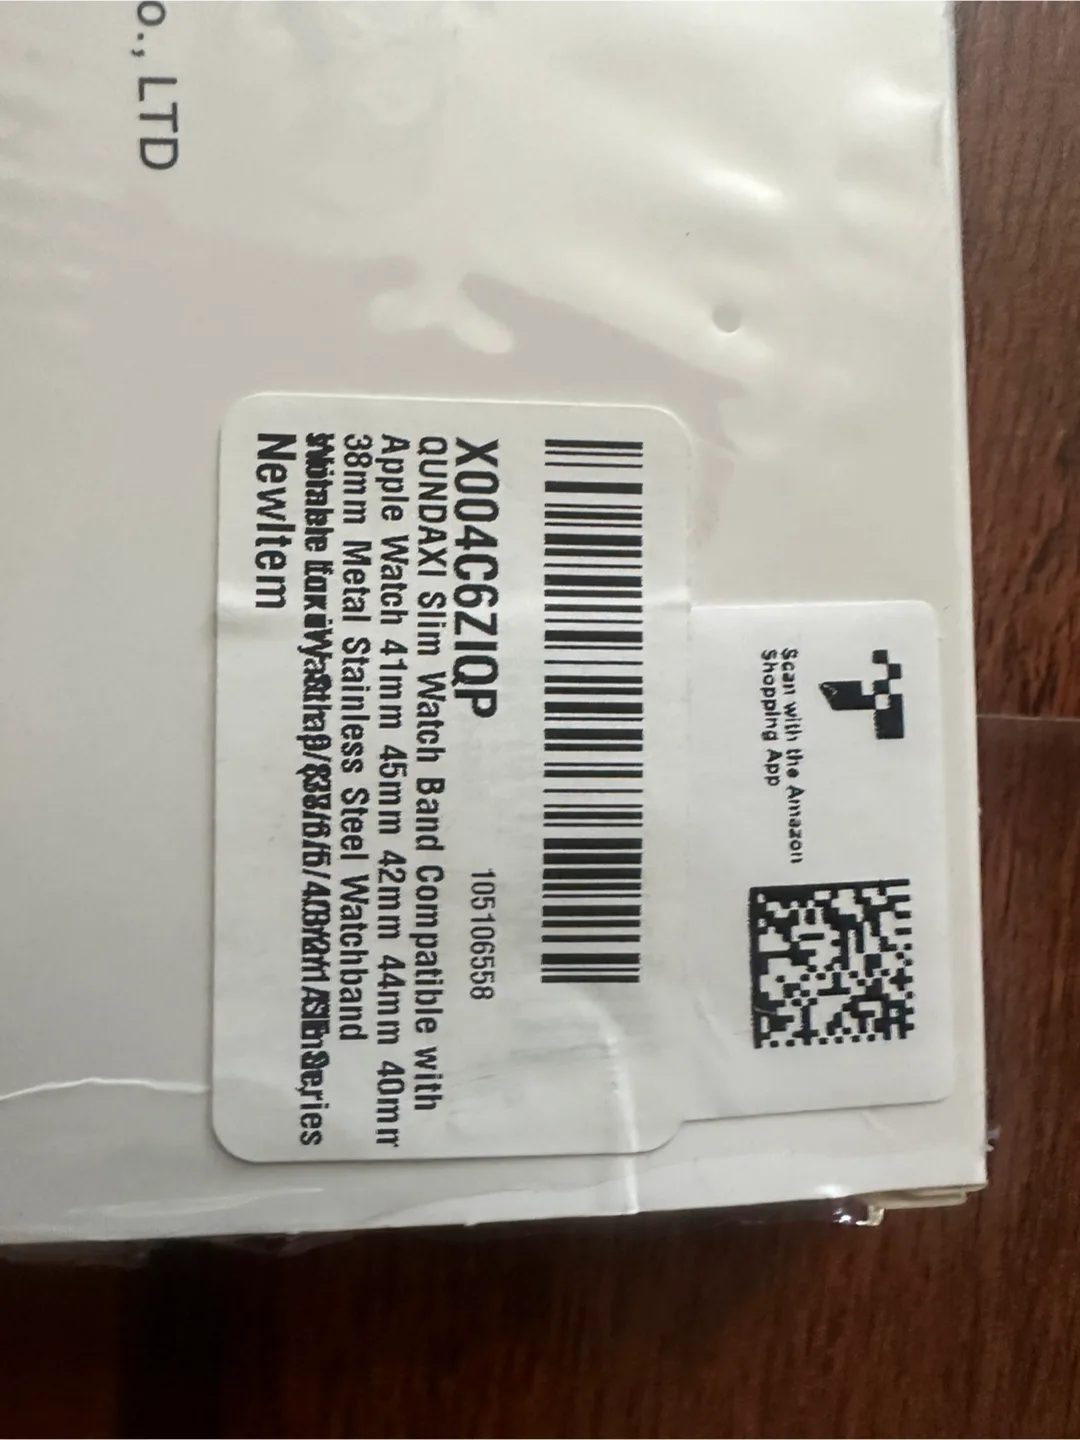 o., LTD
Scan with the Amazon
Shopping App
X004C6ZIQP
105106558
QUNDAXI Slim Watch Band Compatible with
Apple Watch 41mm 45mm 42mm 44mm 40mm
38mm Metal Stainless Steel Watchband
Series
NewItem